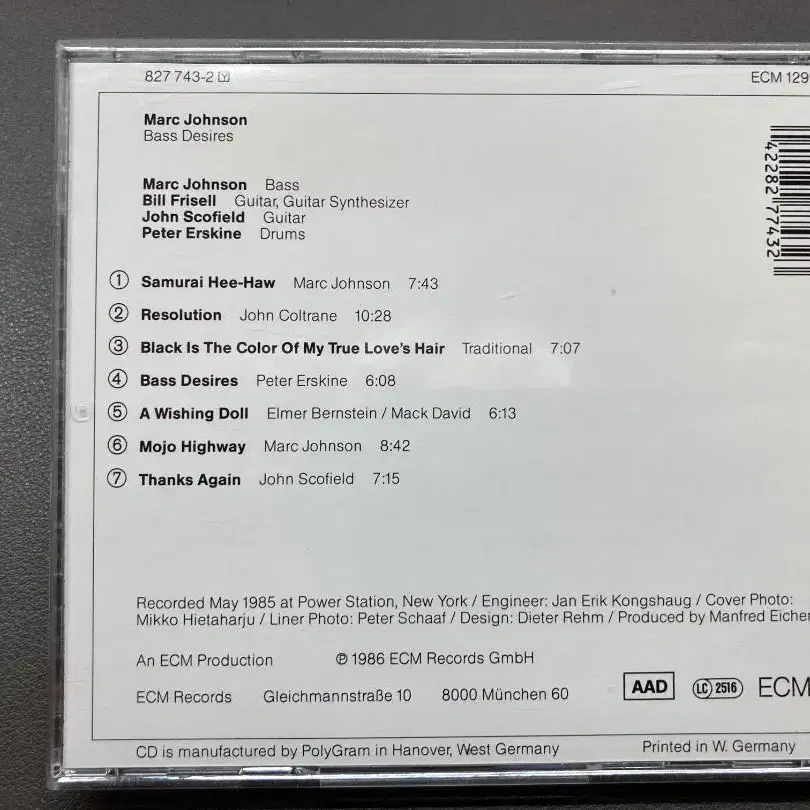 827 743-2 ECM 129
Marc Johnson
Bass Desires
Marc Johnson Bass
Bill Frisell Guitar, Guitar Synthesizer
John Scofield Guitar
Peter Erskine Drums
① Samurai Hee-Haw Marc Johnson 7:43
② Resolution John Coltrane 10:28
③ Black Is The Color Of My True Love's Hair Traditional 7:07
④ Bass Desires Peter Erskine 6:08
⑤ A Wishing Doll Elmer Bernstein / Mack David 6:13
⑥ Mojo Highway Marc Johnson 8:42
⑦ Thanks Again John Scofield 7:15
Recorded May 1985 at Power Station, New York / Engineer: Jan Erik Kongshaug / Cover Photo:
Mikko Hietaharju / Liner Photo: Peter Schaaf / Design: Dieter Rehm / Produced by Manfred Eicher
An ECM Production ℗ 1986 ECM Records GmbH
ECM Records Gleichmannstraße 10 8000 München 60 AAD LC 2516 ECM
CD is manufactured by PolyGram in Hanover, West Germany Printed in W. Germany
42282 77432